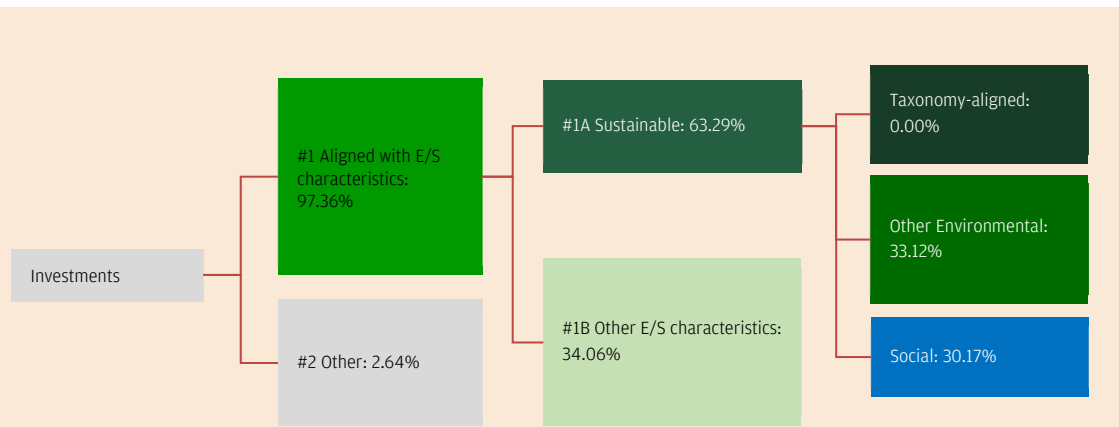 Investments
#1 Aligned with E/S
characteristics:
97.36%
#2 Other: 2.64%
#1A Sustainable: 63.29%
#1B Other E/S characteristics:
34.06%
Taxonomy-aligned:
0.00%
Other Environmental:
33.12%
Social: 30.17%